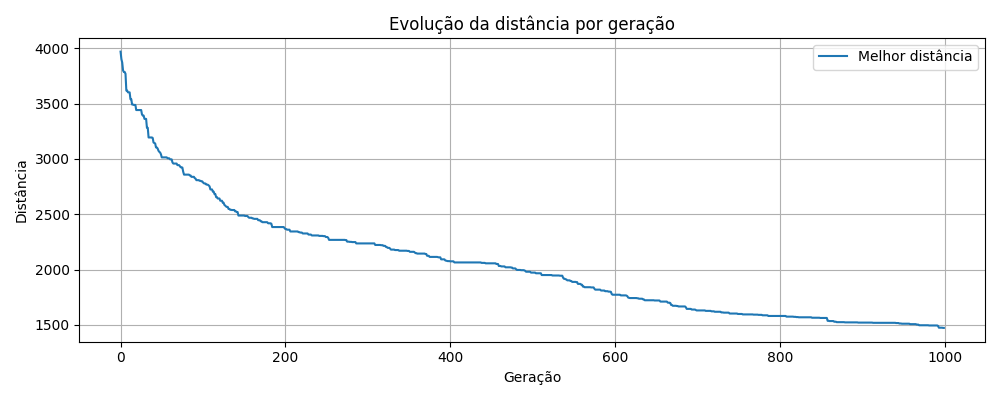 Evolução da distância por geração
Melhor distância
Distância
4000
3500
3000
2500
2000
1500
0 200 400 600 800 1000
Geração